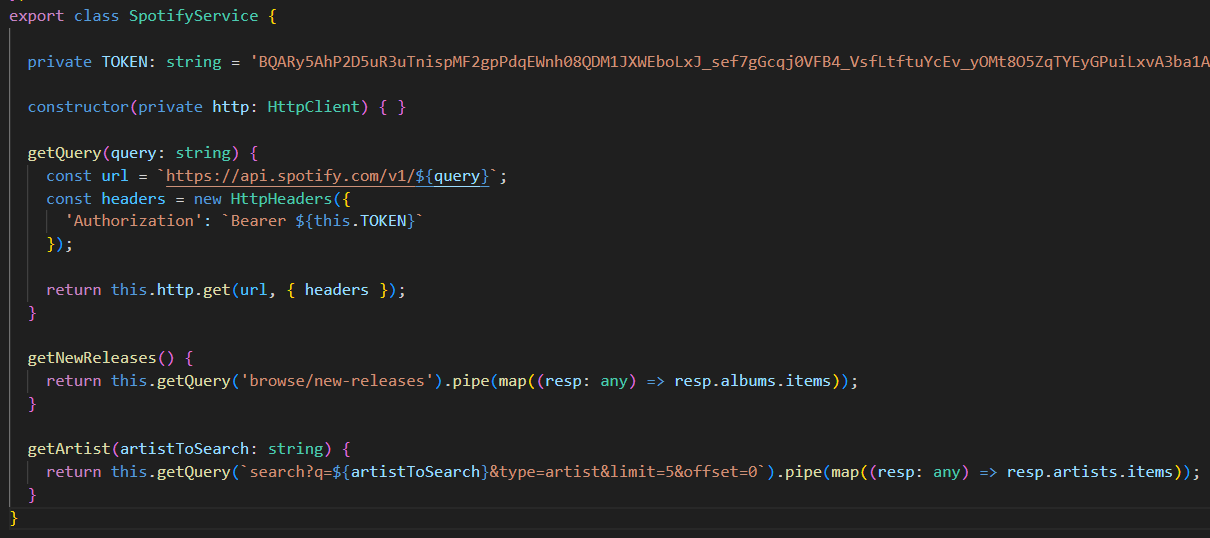 export class SpotifyService {
private TOKEN: string = 'BQARy5AhP2D5uR3uTnispMF2gpPdqEWnh08QDM1JXWEboLxJ_sef7gGcqj0VFB4_VsfLtftuYcEv_yOMt8O5ZqTYEyGPuiLxvA3ba1A
constructor(private http: HttpClient) { }
getQuery(query: string) {
const url = `https://api.spotify.com/v1/${query}`;
const headers = new HttpHeaders({
'Authorization': `Bearer ${this.TOKEN}`
});
return this.http.get(url, { headers });
}
getNewReleases() {
return this.getQuery('browse/new-releases').pipe(map((resp: any) => resp.albums.items));
}
getArtist(artistToSearch: string) {
return this.getQuery(`search?q=${artistToSearch}&type=artist&limit=5&offset=0`).pipe(map((resp: any) => resp.artists.items));
}
}